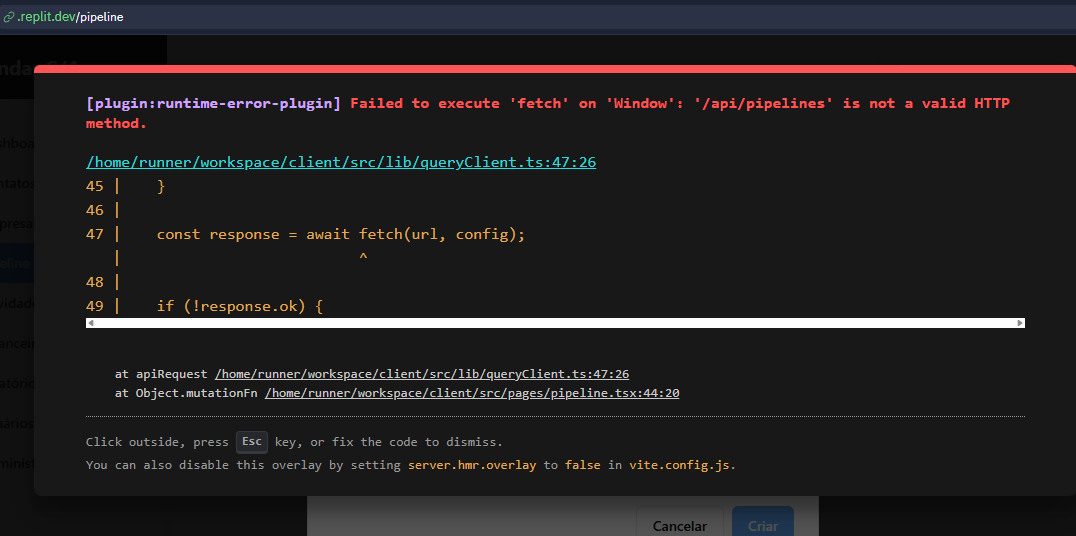 .replit.dev/pipeline
[plugin:runtime-error-plugin] Failed to execute 'fetch' on 'Window': '/api/pipelines' is not a valid HTTP
method.
/home/runner/workspace/client/src/lib/queryClient.ts:47:26
45 |    }
46 |
47 |    const response = await fetch(url, config);
|                           ^
48 |
49 |    if (!response.ok) {
at apiRequest /home/runner/workspace/client/src/lib/queryClient.ts:47:26
at Object.mutationFn /home/runner/workspace/client/src/pages/pipeline.tsx:44:20
Click outside, press Esc key, or fix the code to dismiss.
You can also disable this overlay by setting server.hmr.overlay to false in vite.config.js.
Cancelar Criar